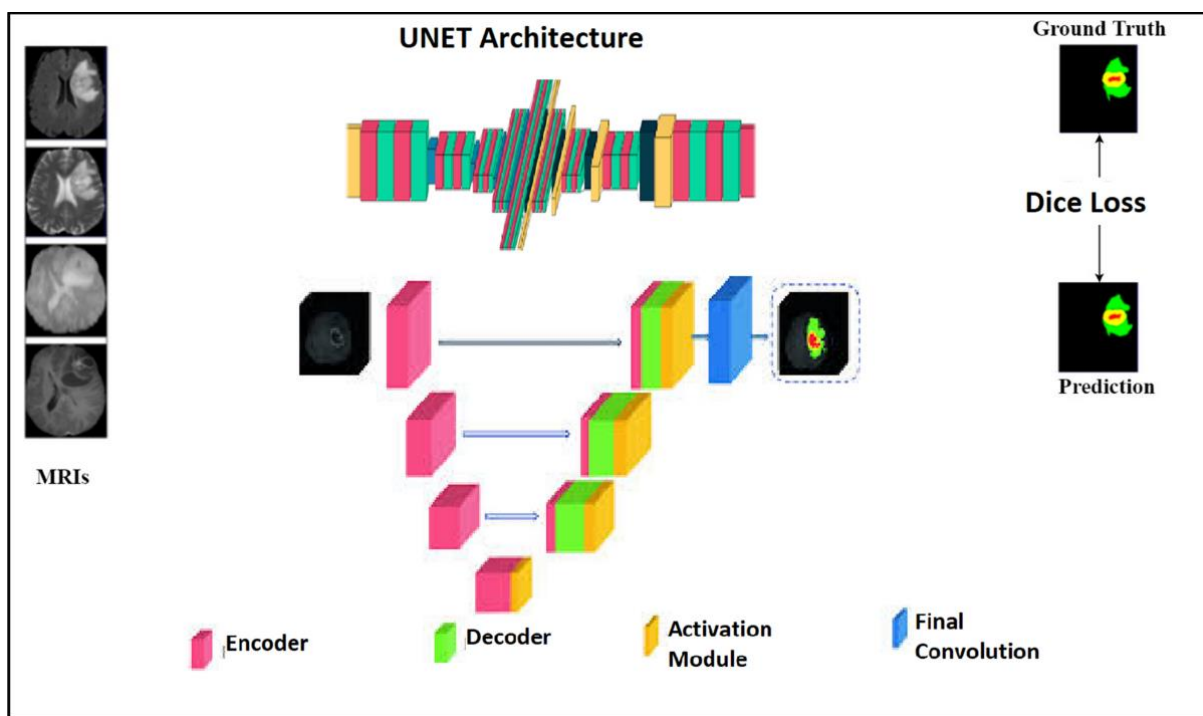 UNET Architecture
Ground Truth
Dice Loss
Prediction
MRIs
Encoder
Decoder
Activation
Module
Final
Convolution